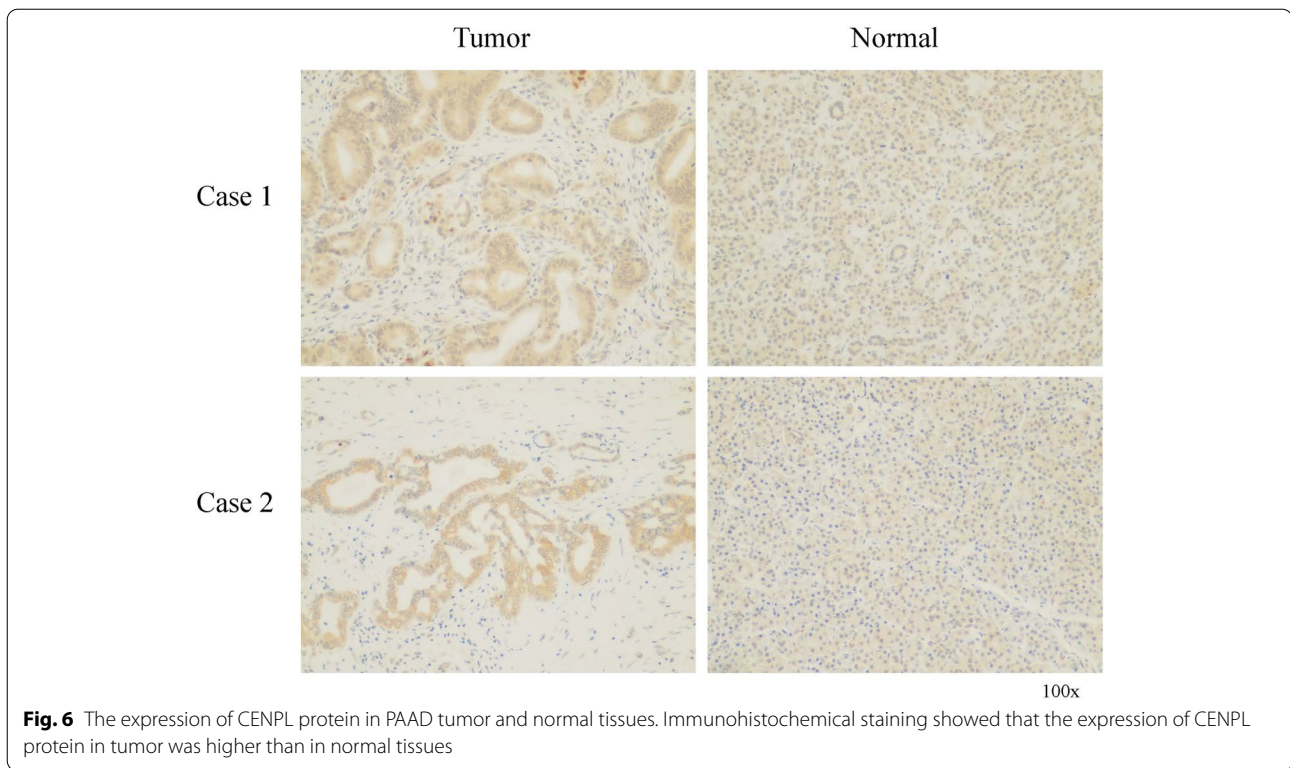 Tumor Normal
Case 1
Case 2
100x
Fig. 6 The expression of CENPL protein in PAAD tumor and normal tissues. Immunohistochemical staining showed that the expression of CENPL
protein in tumor was higher than in normal tissues